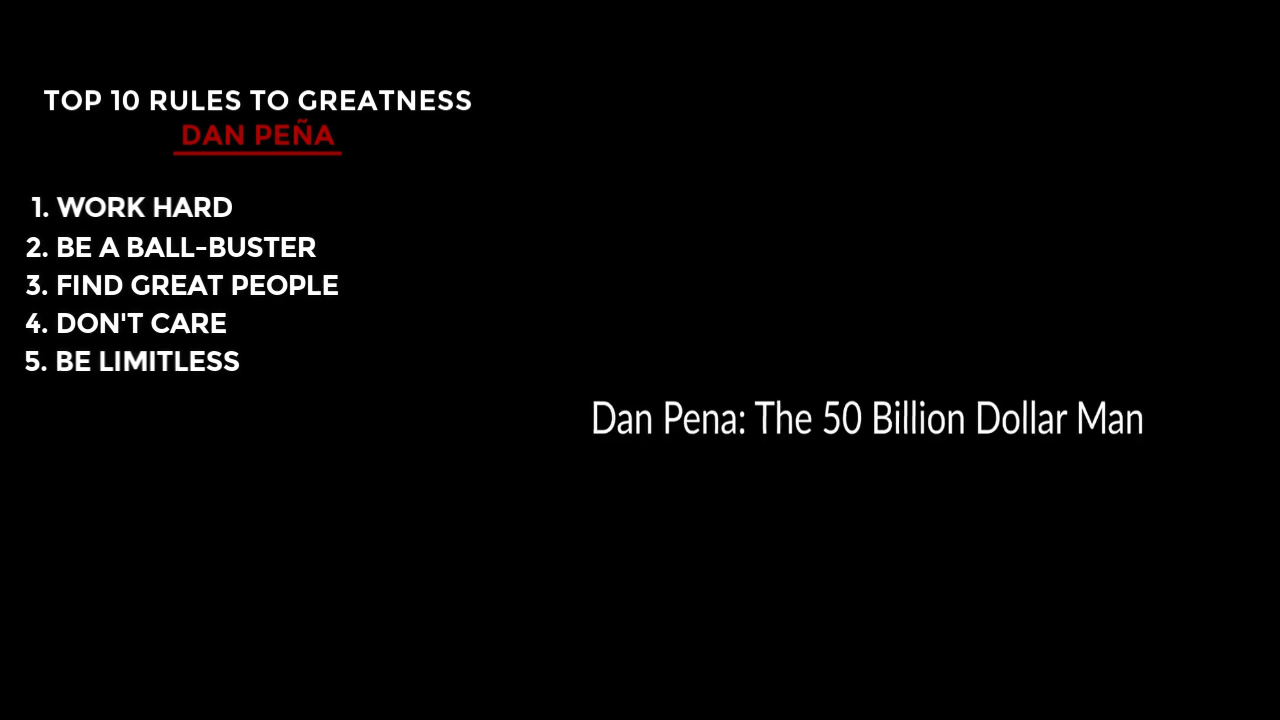 TOP 10 RULES TO GREATNESS
DAN PEÑA
1. WORK HARD
2. BE A BALL-BUSTER
3. FIND GREAT PEOPLE
4. DON'T CARE
5. BE LIMITLESS
Dan Pena: The 50 Billion Dollar Man